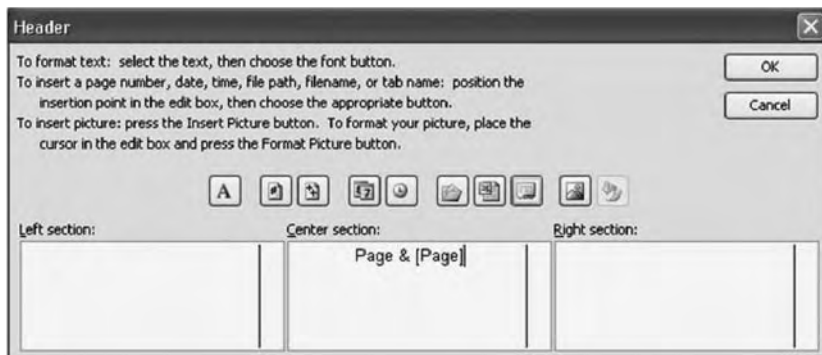 Header
To format text: select the text, then choose the font button.
To insert a page number, date, time, file path, filename, or tab name: position the
insertion point in the edit box, then choose the appropriate button.
To insert picture: press the Insert Picture button. To format your picture, place the
cursor in the edit box and press the Format Picture button.
OK
Cancel
A
Left section:
Center section:
Right section:
Page & [Page]